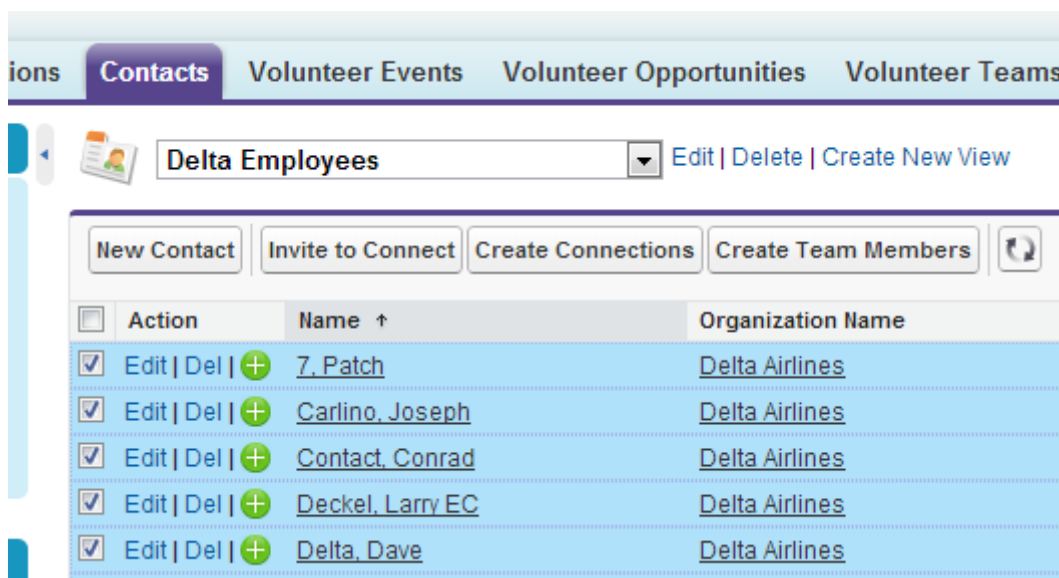 ions Contacts Volunteer Events Volunteer Opportunities Volunteer Teams
Delta Employees Edit | Delete | Create New View
New Contact Invite to Connect Create Connections Create Team Members
Action Name ↑ Organization Name
Edit | Del | 7, Patch Delta Airlines
Edit | Del | Carlino, Joseph Delta Airlines
Edit | Del | Contact, Conrad Delta Airlines
Edit | Del | Deckel, Larry EC Delta Airlines
Edit | Del | Delta, Dave Delta Airlines